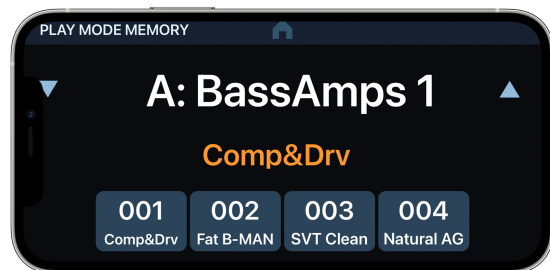 PLAY MODE MEMORY
A: BassAmps 1
Comp&Drv
001 002 003 004
Comp&Drv Fat B-MAN SVT Clean Natural AG